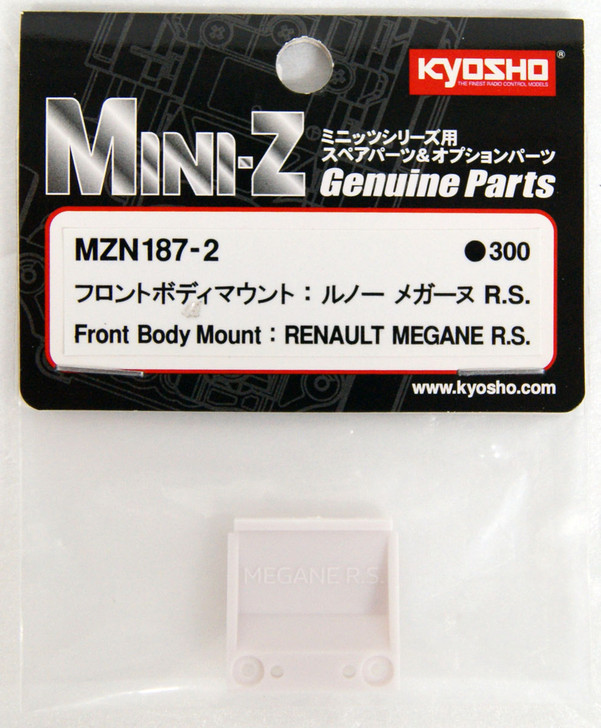 KYOSHO®
THE FINEST RADIO CONTROL MODELS
MINI-Z
ミニッツシリーズ用
スペアパーツ&オプションパーツ
Genuine Parts
MZN187-2
●300
フロントボディマウント：ルノー メガーヌ R.S.
Front Body Mount：RENAULT MEGANE R.S.
www.kyosho.com
MEGANE R.S.